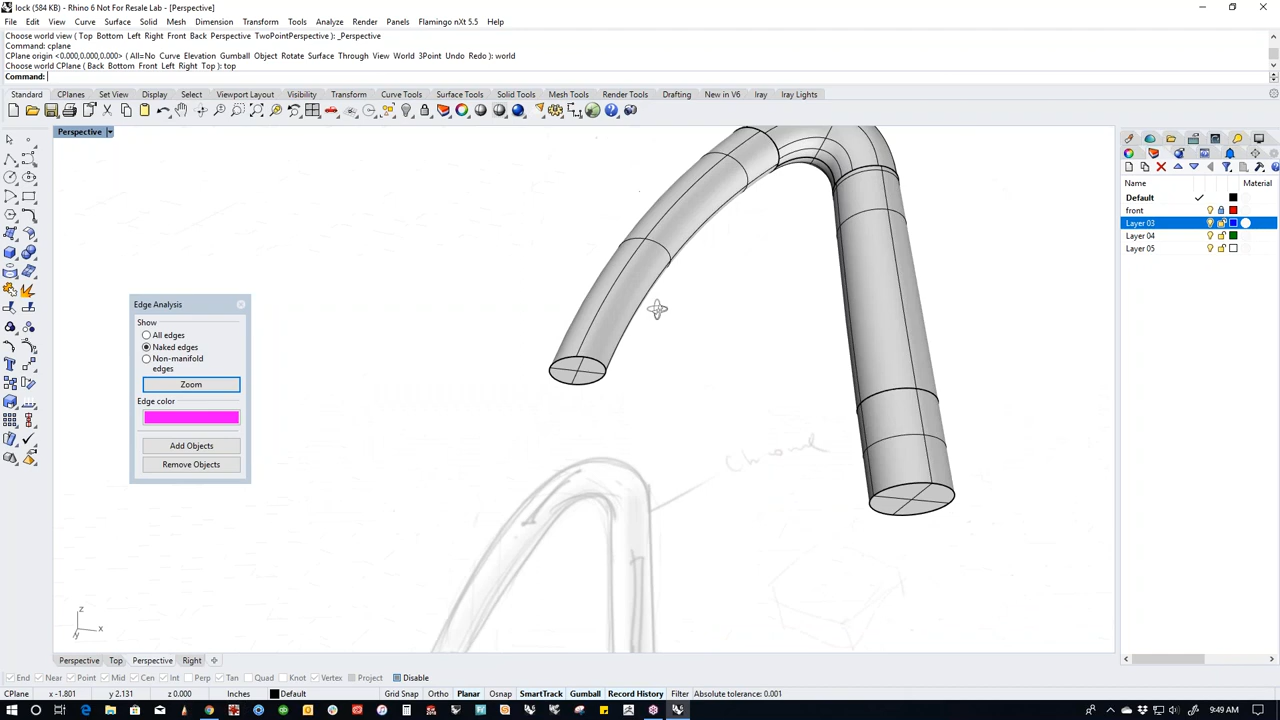 lock (584 KB) - Rhino 6 Not For Resale Lab - [Perspective]
File Edit View Curve Surface Solid Mesh Dimension Transform Tools Analyze Render Panels Flamingo nXt 5.5 Help
Choose world view ( Top Bottom Left Right Front Back Perspective TwoPointPerspective ): _Perspective
Command: cplane
CPlane origin <0.000,0.000,0.000> ( All=No Curve Elevation Gumball Object Rotate Surface Through View World 3Point Undo Redo ): world
Choose world CPlane ( Back Bottom Front Left Right Top ): top
Command:
Standard CPlanes Set View Display Select Viewport Layout Visibility Transform Curve Tools Surface Tools Solid Tools Mesh Tools Render Tools Drafting New in V6 Iray Iray Lights
Perspective
Name Material
Default
front
Layer 03
Layer 04
Layer 05
Edge Analysis
Show
All edges
Naked edges
Non-manifold
edges
Zoom
Edge color
Add Objects
Remove Objects
chrome
z
x
Perspective Top Perspective Right
End Near Point Mid Cen Int Perp Tan Quad Knot Vertex Project Disable
CPlane x -1.801 y 2.131 z 0.000 Inches Default Grid Snap Ortho Planar Osnap SmartTrack Gumball Record History Filter Absolute tolerance: 0.001
9:49 AM